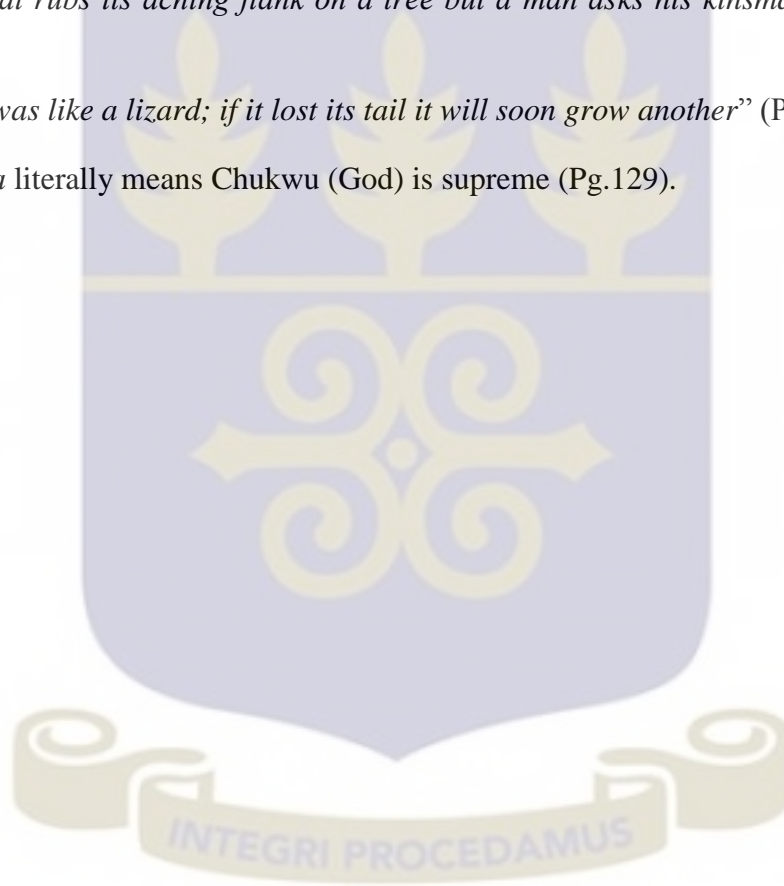 rubs its aching flank on a tree but a man asks his kinsm
was like a lizard; if it lost its tail it will soon grow another” (P
literally means Chukwu (God) is supreme (Pg.129).
INTEGRI PROCEDAMUS